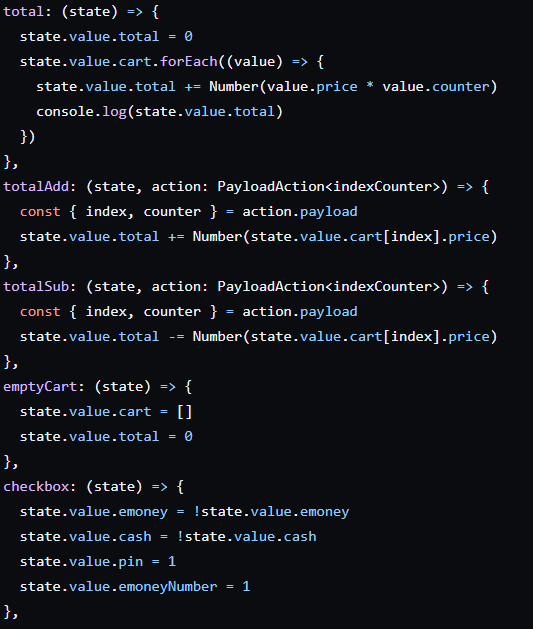 total: (state) => {
  state.value.total = 0
  state.value.cart.forEach((value) => {
    state.value.total += Number(value.price * value.counter)
    console.log(state.value.total)
  })
},
totalAdd: (state, action: PayloadAction<indexCounter>) => {
  const { index, counter } = action.payload
  state.value.total += Number(state.value.cart[index].price)
},
totalSub: (state, action: PayloadAction<indexCounter>) => {
  const { index, counter } = action.payload
  state.value.total -= Number(state.value.cart[index].price)
},
emptyCart: (state) => {
  state.value.cart = []
  state.value.total = 0
},
checkbox: (state) => {
  state.value.emoney = !state.value.emoney
  state.value.cash = !state.value.cash
  state.value.pin = 1
  state.value.emoneyNumber = 1
},